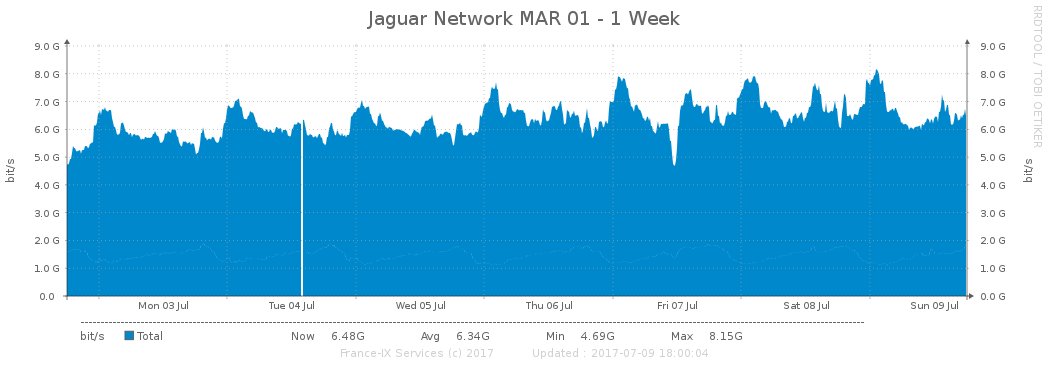 Jaguar Network MAR 01 - 1 Week
RRDTOOL / TOBI OETIKER
9.0 G 9.0 G
8.0 G 8.0 G
7.0 G 7.0 G
6.0 G 6.0 G
5.0 G 5.0 G
4.0 G 4.0 G
3.0 G 3.0 G
2.0 G 2.0 G
1.0 G 1.0 G
0.0 0.0 G
bit/s bit/s
Mon 03 Jul Tue 04 Jul Wed 05 Jul Thu 06 Jul Fri 07 Jul Sat 08 Jul Sun 09 Jul
bit/s Total Now 6.48G Avg 6.34G Min 4.69G Max 8.15G
France-IX Services (c) 2017 Updated : 2017-07-09 18:00:04